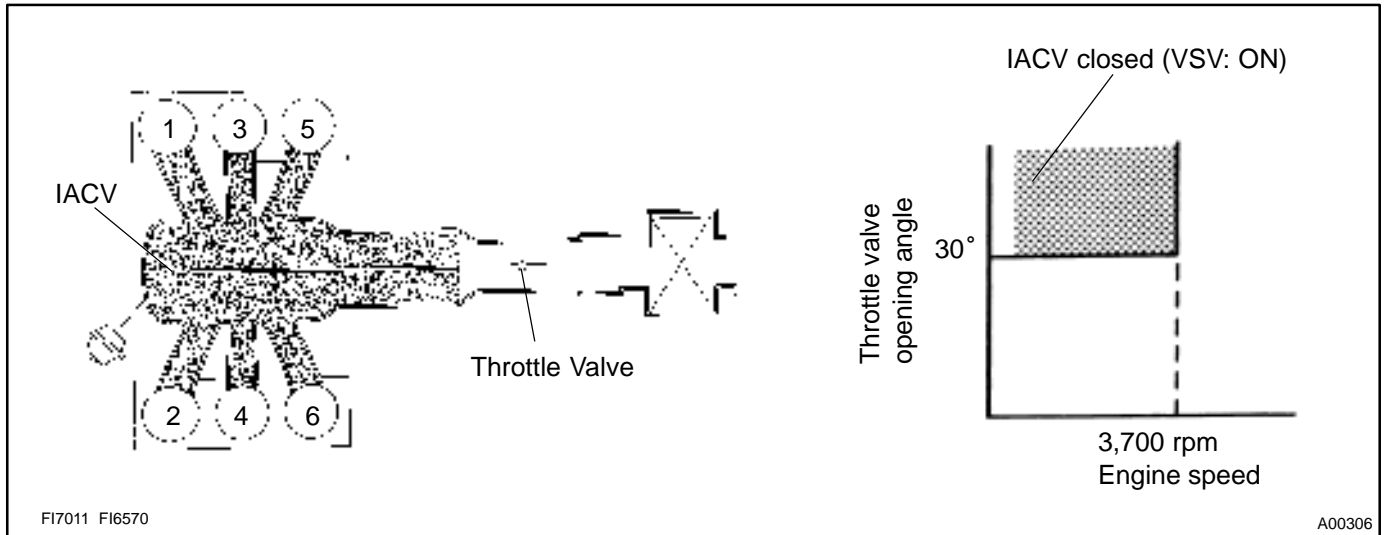 IACV closed (VSV: ON)
1 3 5
IACV
Throttle valve
opening angle
30°
Throttle Valve
2 4 6
3,700 rpm
Engine speed
FI7011 FI6570
A00306